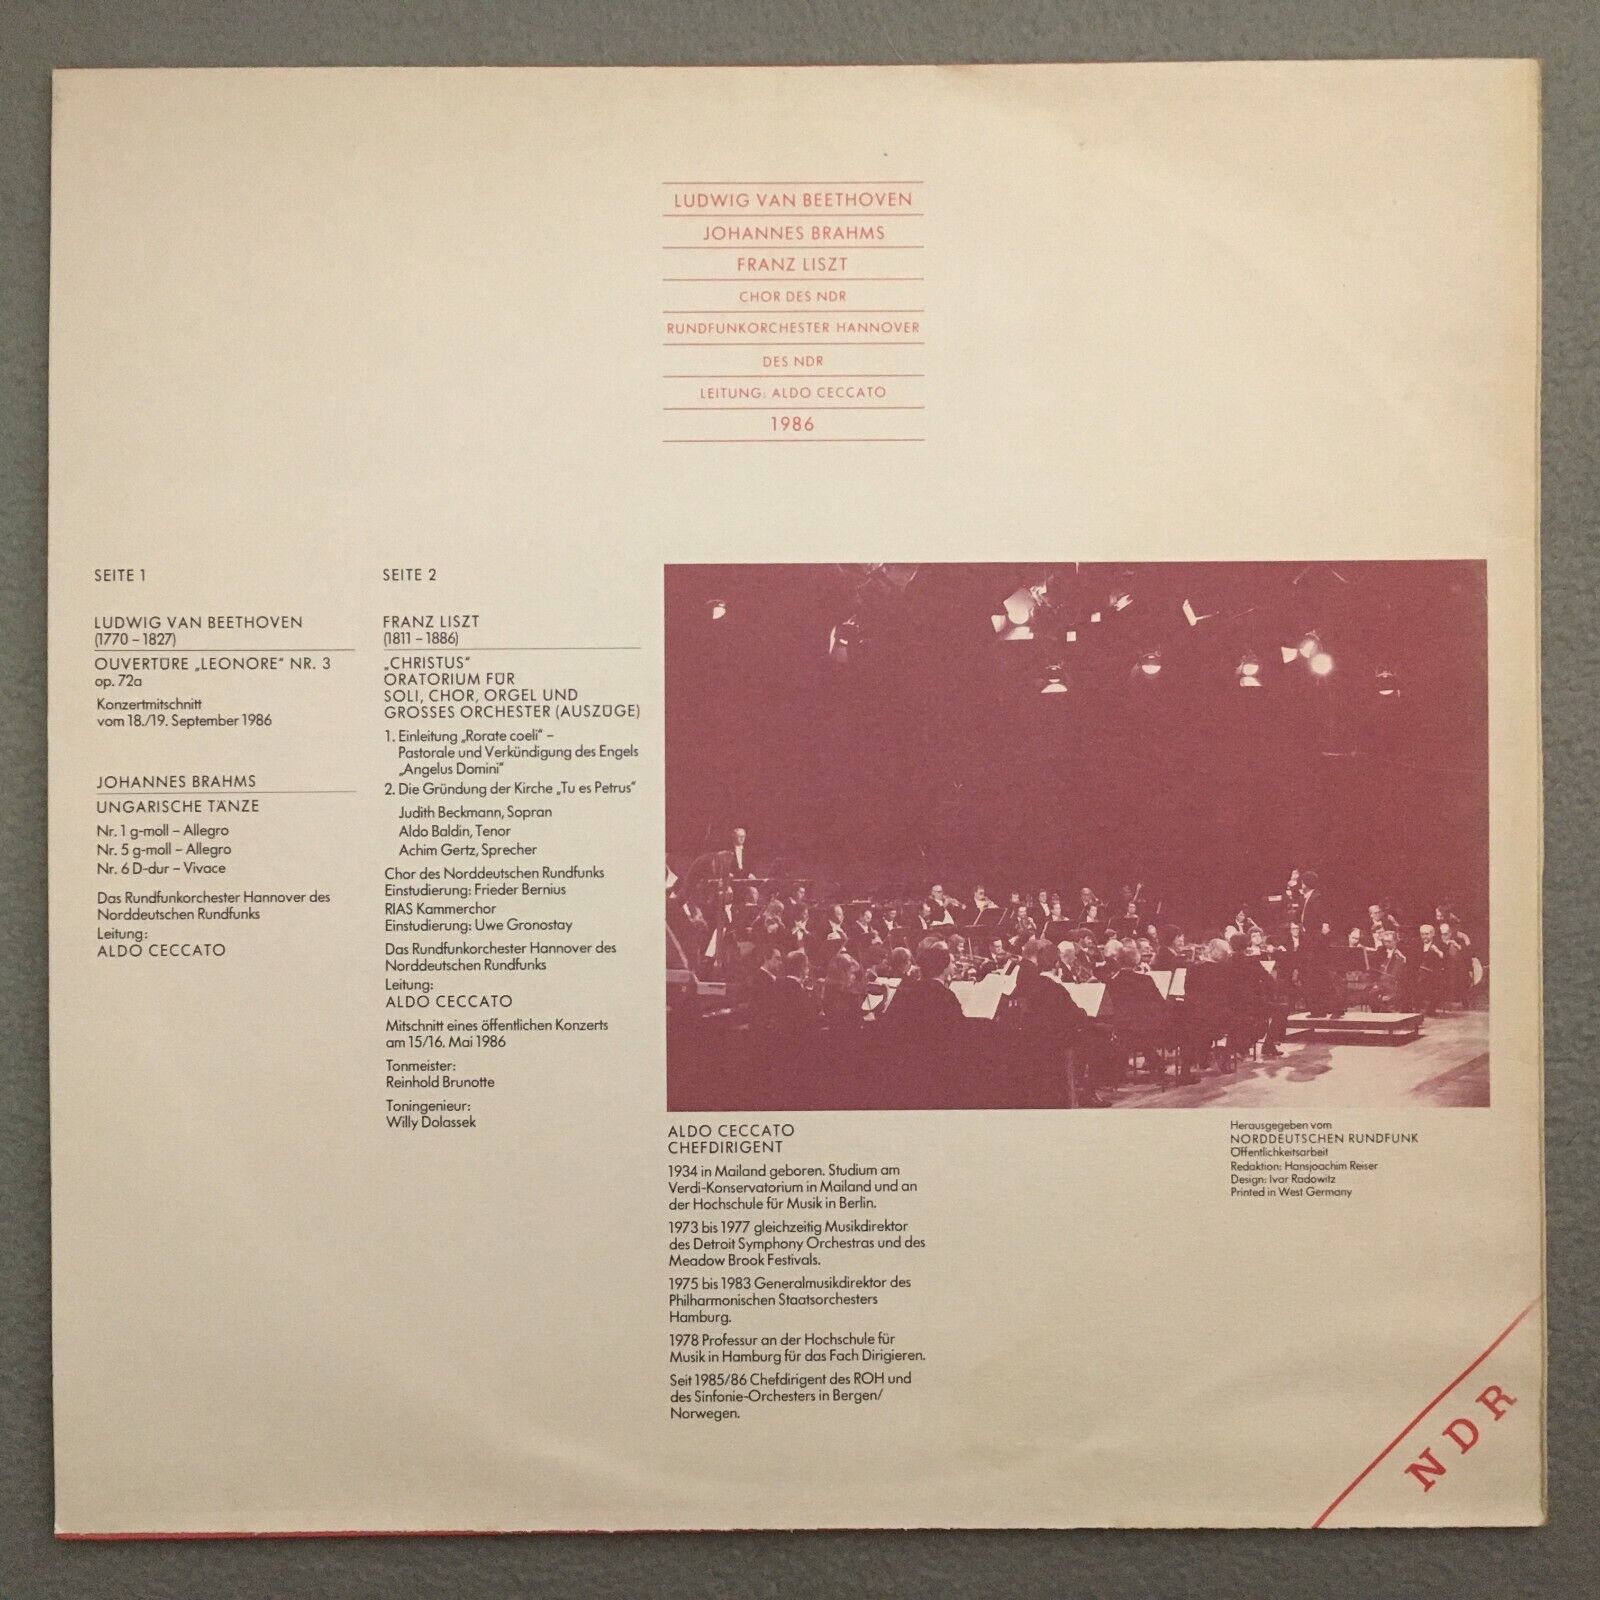 LUDWIG VAN BEETHOVEN
JOHANNES BRAHMS
FRANZ LISZT
CHOR DES NDR
RUNDFUNKORCHESTER HANNOVER
DES NDR
LEITUNG: ALDO CECCATO
1986
SEITE 1
LUDWIG VAN BEETHOVEN
(1770 – 1827)
OUVERTÜRE „LEONORE“ NR. 3
op. 72a
Konzertmitschnitt
vom 18./19. September 1986
JOHANNES BRAHMS
UNGARISCHE TÄNZE
Nr. 1 g-moll – Allegro
Nr. 5 g-moll – Allegro
Nr. 6 D-dur – Vivace
Das Rundfunkorchester Hannover des
Norddeutschen Rundfunks
Leitung:
ALDO CECCATO
SEITE 2
FRANZ LISZT
(1811 – 1886)
„CHRISTUS“
ORATORIUM FÜR
SOLI, CHOR, ORGEL UND
GROSSES ORCHESTER (AUSZÜGE)
1. Einleitung „Rorate coeli“ –
Pastorale und Verkündigung des Engels
„Angelus Domini“
2. Die Gründung der Kirche „Tu es Petrus“
Judith Beckmann, Sopran
Aldo Baldin, Tenor
Achim Gertz, Sprecher
Chor des Norddeutschen Rundfunks
Einstudierung: Frieder Bernius
RIAS Kammerchor
Einstudierung: Uwe Gronostay
Das Rundfunkorchester Hannover des
Norddeutschen Rundfunks
Leitung:
ALDO CECCATO
Mitschnitt eines öffentlichen Konzerts
am 15/16. Mai 1986
Tonmeister:
Reinhold Brunotte
Toningenieur:
Willy Dolassek
ALDO CECCATO
CHEFDIRIGENT
1934 in Mailand geboren. Studium am
Verdi-Konservatorium in Mailand und an
der Hochschule für Musik in Berlin.
1973 bis 1977 gleichzeitig Musikdirektor
des Detroit Symphony Orchestras und des
Meadow Brook Festivals.
1975 bis 1983 Generalmusikdirektor des
Philharmonischen Staatsorchesters
Hamburg.
1978 Professur an der Hochschule für
Musik in Hamburg für das Fach Dirigieren.
Seit 1985/86 Chefdirigent des ROH und
des Sinfonie-Orchesters in Bergen/
Norwegen.
Herausgegeben vom
NORDDEUTSCHEN RUNDFUNK
Öffentlichkeitsarbeit
Redaktion: Hansjoachim Reiser
Design: Ivar Radowitz
Printed in West Germany
NDR